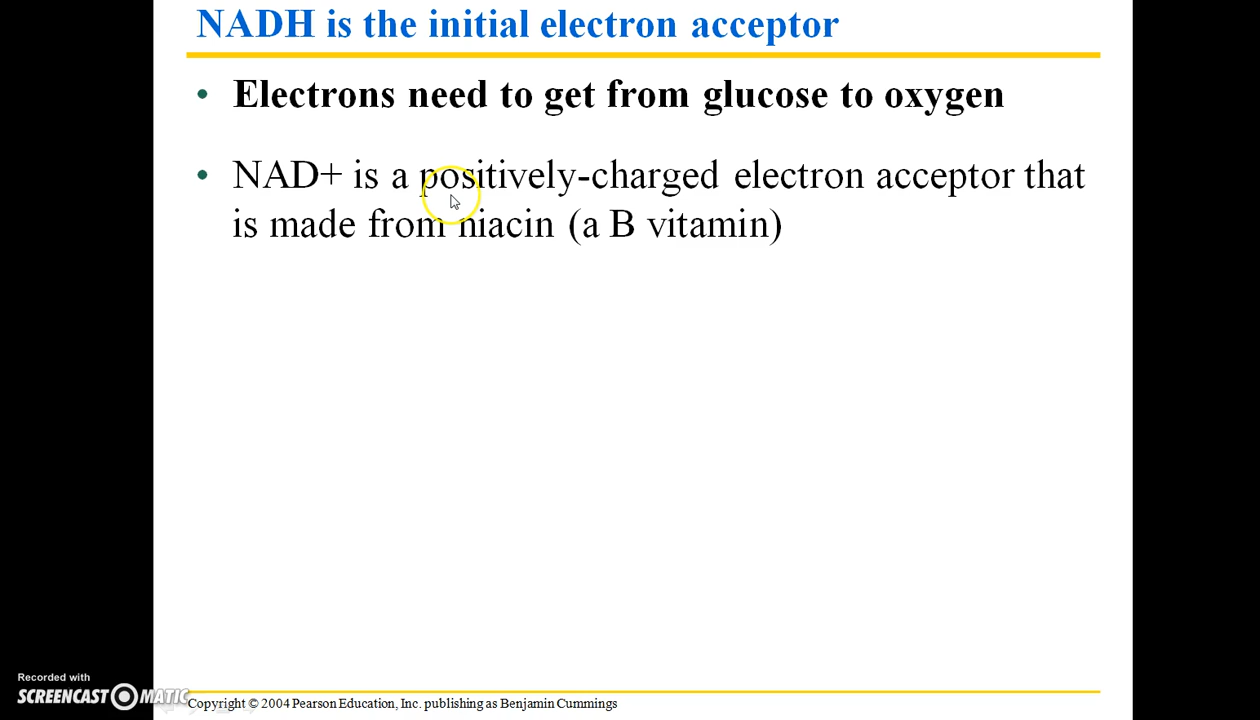 NADH is the initial electron acceptor
• Electrons need to get from glucose to oxygen
• NAD+ is a positively-charged electron acceptor that
is made from niacin (a B vitamin)
Recorded with
SCREENCAST MATIC
Copyright © 2004 Pearson Education, Inc. publishing as Benjamin Cummings